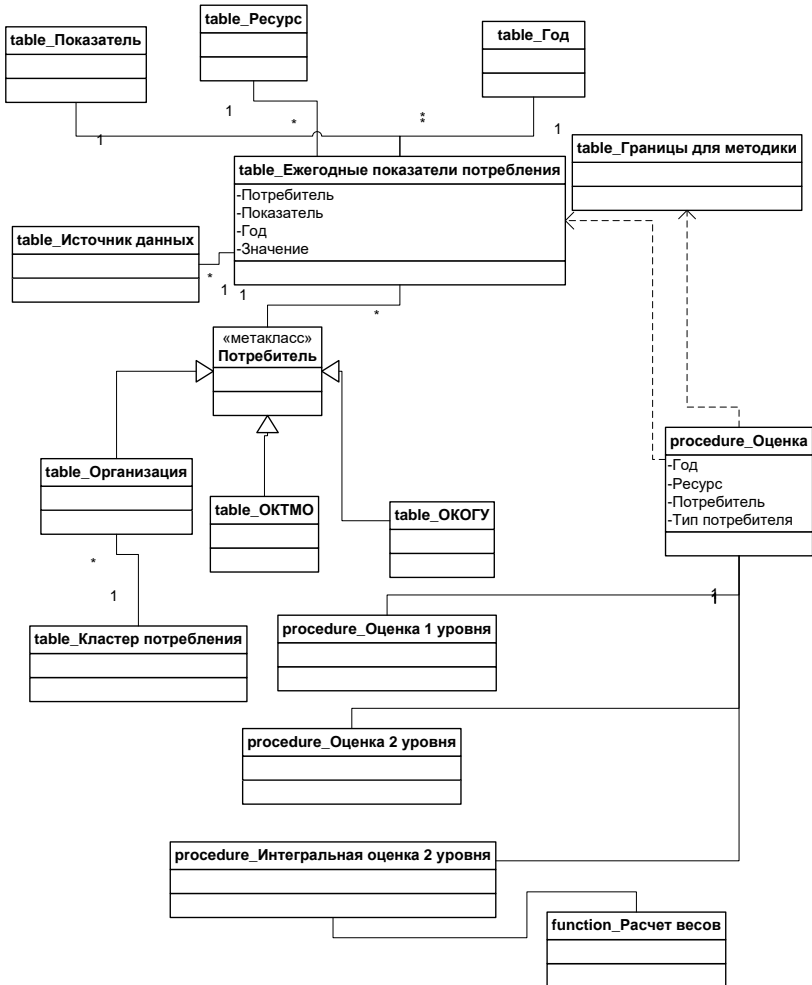 table_Ресурс
table_Показатель
table_Год
1
1
*
*
*
1
table_Границы для методики
table_Ежегодные показатели потребления
-Потребитель
-Показатель
-Год
-Значение
table_Источник данных
*
1
1
*
«метакласс»
Потребитель
procedure_Оценка
-Год
-Ресурс
-Потребитель
-Тип потребителя
table_Организация
table_ОКТМО
table_ОКОГУ
*
1
1
1
procedure_Оценка 1 уровня
table_Кластер потребления
procedure_Оценка 2 уровня
procedure_Интегральная оценка 2 уровня
function_Расчет весов